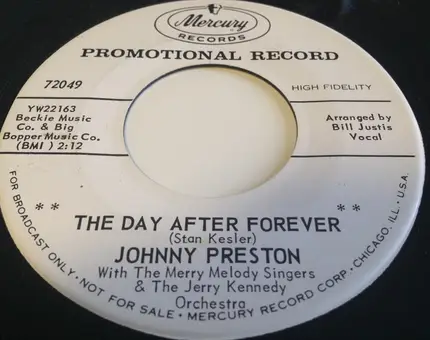 Mercury
RECORDS
PROMOTIONAL RECORD
72049
HIGH FIDELITY
YW22163
Beckie Music
Co. & Big
Bopper Music Co.
(BMI) 2:12
Arranged by
Bill Justis
Vocal
** **
THE DAY AFTER FOREVER
(Stan Kesler)
JOHNNY PRESTON
With The Merry Melody Singers
& The Jerry Kennedy
Orchestra
FOR BROADCAST ONLY • NOT FOR SALE • MERCURY RECORD CORP. • CHICAGO, ILL. • U.S.A.